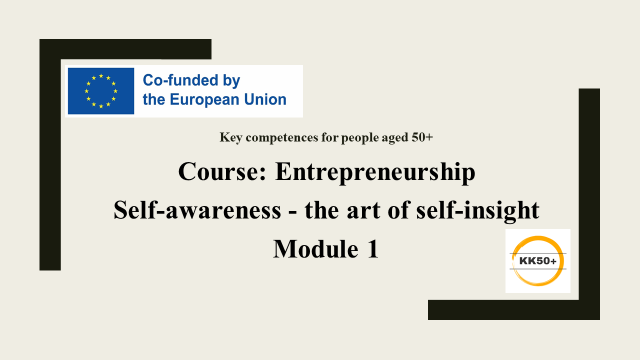 Co-funded by
the European Union
Key competences for people aged 50+
Course: Entrepreneurship
Self-awareness - the art of self-insight
Module 1
KK50+